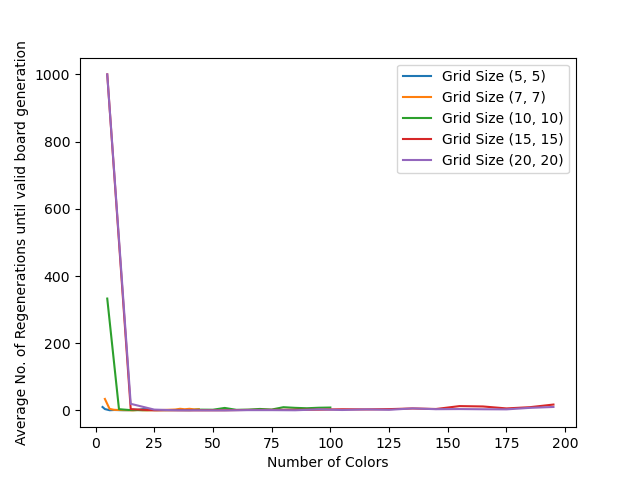 1000
800
600
400
200
0
Average No. of Regenerations until valid board generation
Grid Size (5, 5)
Grid Size (7, 7)
Grid Size (10, 10)
Grid Size (15, 15)
Grid Size (20, 20)
0 25 50 75 100 125 150 175 200
Number of Colors